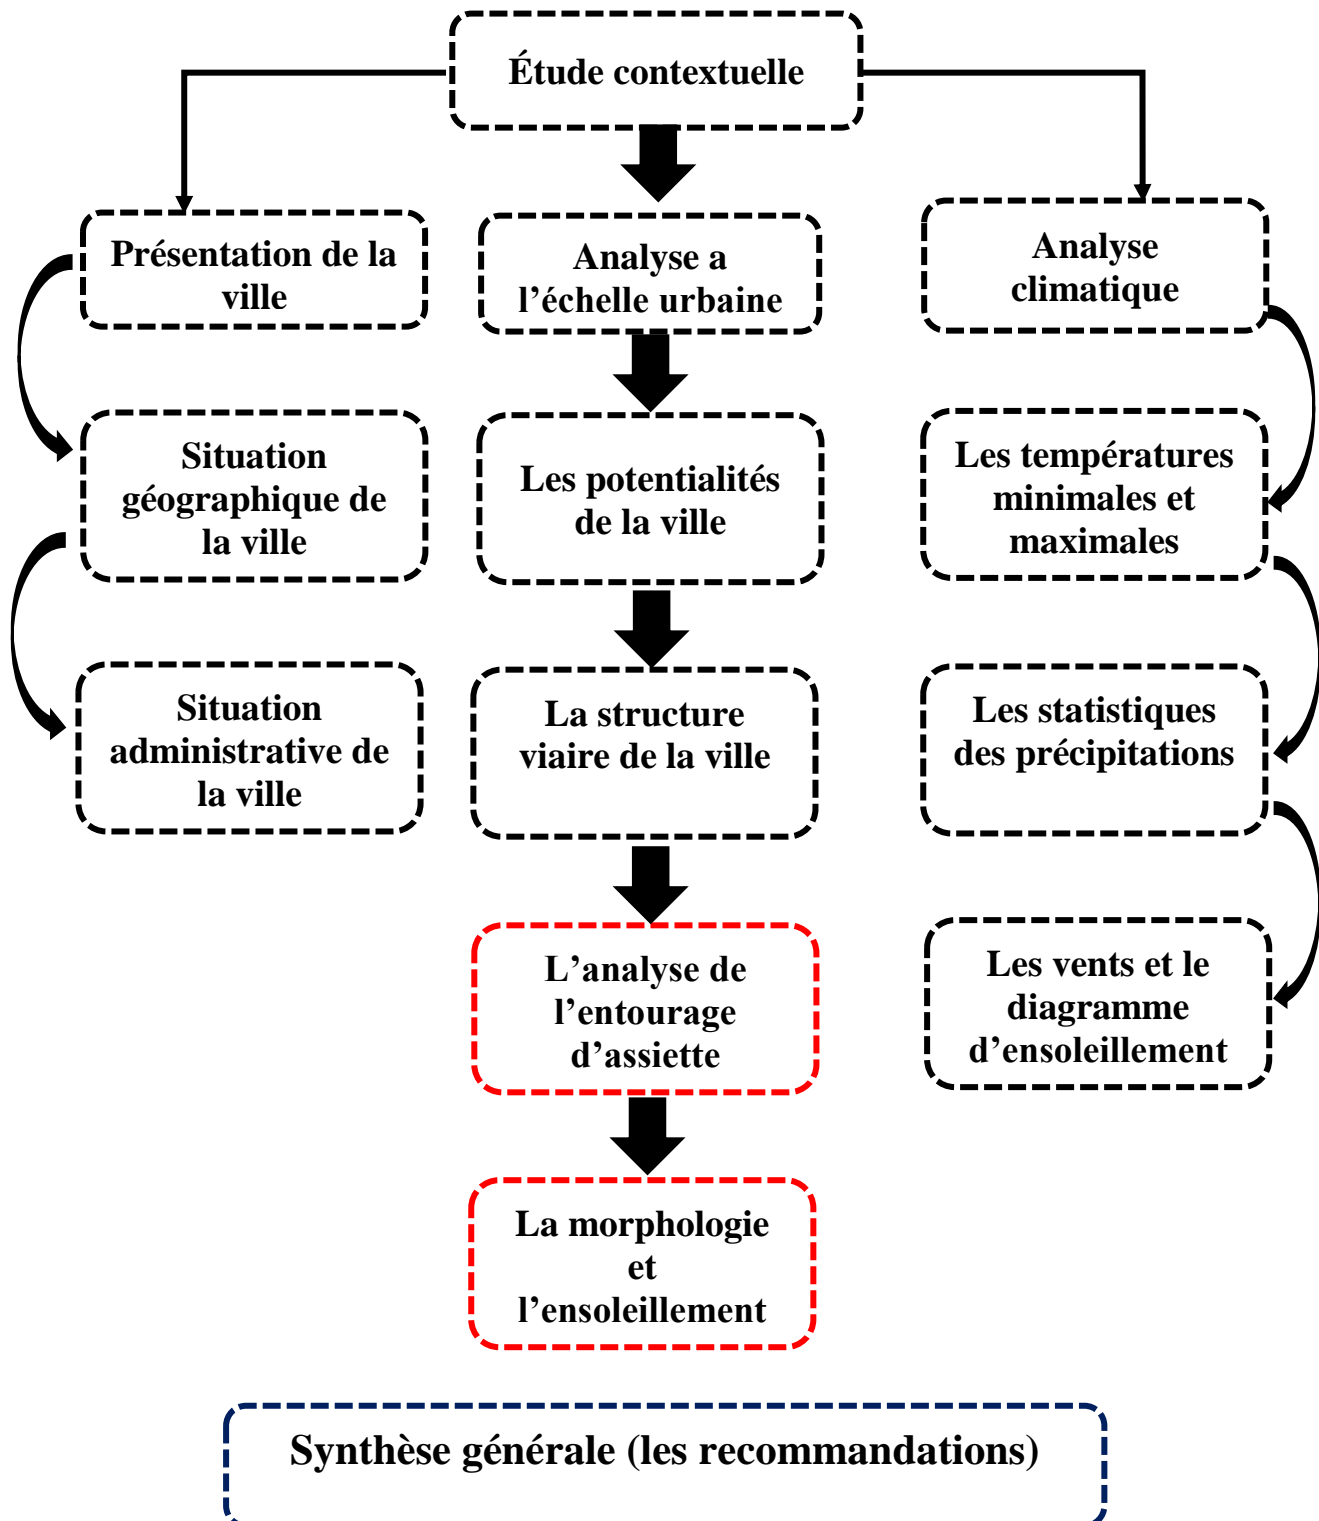 Étude contextuelle
Présentation de la
ville
Analyse a
l’échelle urbaine
Analyse
climatique
Situation
géographique de
la ville
Les potentialités
de la ville
Les températures
minimales et
maximales
Situation
administrative de
la ville
La structure
viaire de la ville
Les statistiques
des précipitations
L’analyse de
l’entourage
d’assiette
Les vents et le
diagramme
d’ensoleillement
La morphologie
et
l’ensoleillement
Synthèse générale (les recommandations)